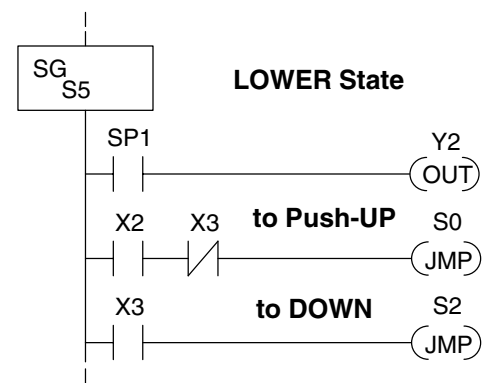 SG
S5
LOWER State
SP1
Y2
OUT
X2 X3 to Push-UP S0
JMP
X3 to DOWN S2
JMP